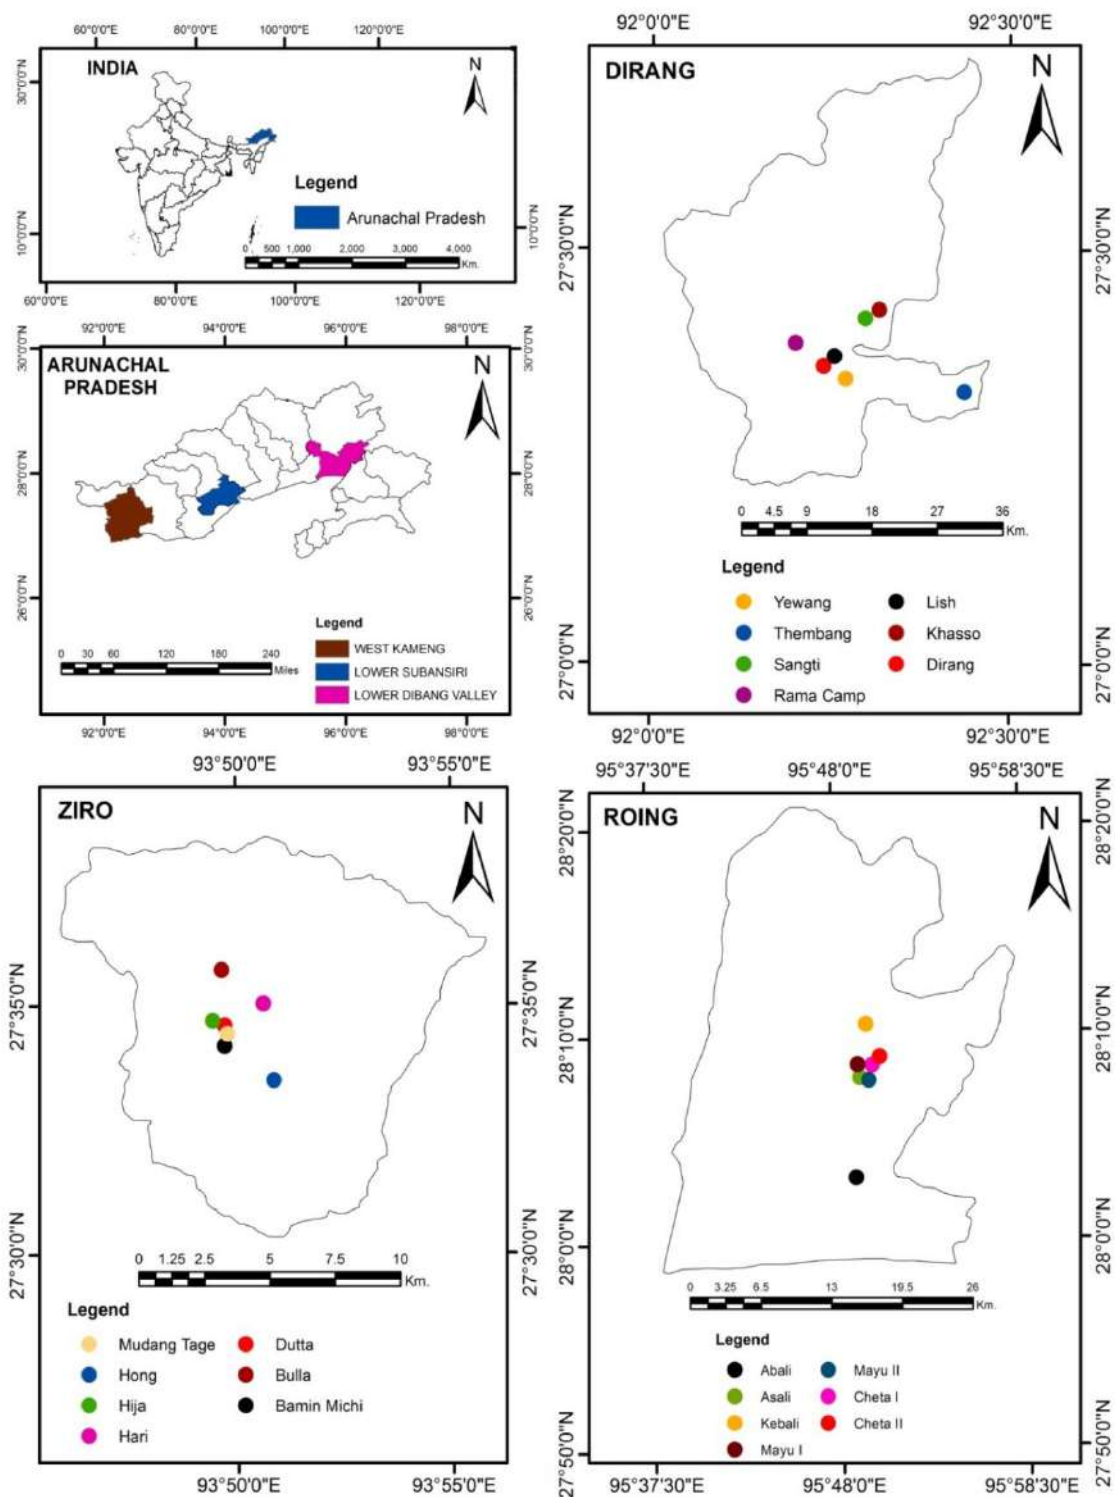 60°0'0"E 80°0'0"E 100°0'0"E 120°0'0"E
INDIA
N
30°0'0"N
10°0'0"N
10°0'0"N
Legend
Arunachal Pradesh
0 500 1,000 2,000 3,000 4,000
Km.
60°0'0"E 80°0'0"E 100°0'0"E 120°0'0"E
92°0'0"E 94°0'0"E 96°0'0"E 98°0'0"E
ARUNACHAL
PRADESH
N
30°0'0"N
28°0'0"N
26°0'0"N
30°0'0"N
28°0'0"N
26°0'0"N
Legend
WEST KAMENG
LOWER SUBANSIRI
LOWER DIBANG VALLEY
0 30 60 120 180 240
Miles
92°0'0"E 94°0'0"E 96°0'0"E 98°0'0"E
92°0'0"E 92°30'0"E
DIRANG
N
27°30'0"N
27°0'0"N
27°30'0"N
27°0'0"N
0 4.5 9 18 27 36
Km.
Legend
Yewang
Thembang
Sangti
Rama Camp
Lish
Khasso
Dirang
92°0'0"E 92°30'0"E
93°50'0"E 93°55'0"E
ZIRO
N
27°35'0"N
27°30'0"N
27°35'0"N
27°30'0"N
0 1.25 2.5 5 7.5 10
Km.
Legend
Mudang Tage
Hong
Hija
Hari
Dutta
Bulla
Bamin Michi
93°50'0"E 93°55'0"E
95°37'30"E 95°48'0"E 95°58'30"E
ROING
N
28°20'0"N
28°10'0"N
28°0'0"N
27°50'0"N
28°20'0"N
28°10'0"N
28°0'0"N
27°50'0"N
0 3.25 6.5 13 19.5 26
Km.
Legend
Abali
Asali
Kebali
Mayu I
Mayu II
Cheta I
Cheta II
95°37'30"E 95°48'0"E 95°58'30"E